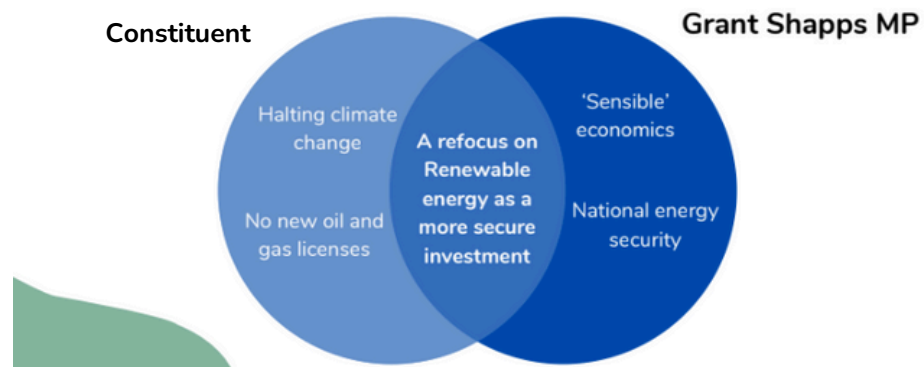 Constituent
Grant Shapps MP
Halting climate
change
No new oil and
gas licenses
A refocus on
Renewable
energy as a
more secure
investment
‘Sensible’
economics
National energy
security